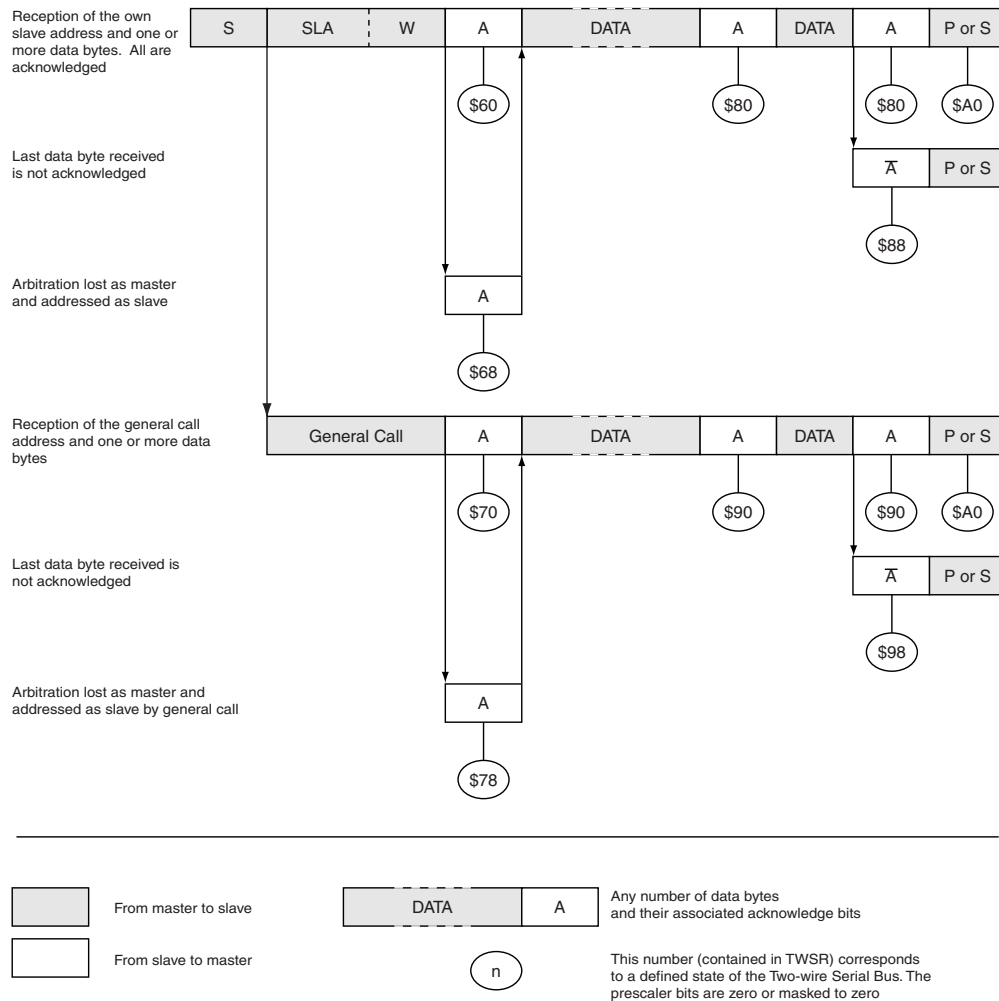 Reception of the own
slave address and one or
more data bytes. All are
acknowledged
S SLA W A DATA A DATA A P or S
$60 $80 $80 $A0
Last data byte received
is not acknowledged
A̅ P or S
$88
Arbitration lost as master
and addressed as slave
A
$68
Reception of the general call
address and one or more data
bytes
General Call A DATA A DATA A P or S
$70 $90 $90 $A0
Last data byte received is
not acknowledged
A̅ P or S
$98
Arbitration lost as master and
addressed as slave by general call
A
$78
From master to slave
DATA A
Any number of data bytes
and their associated acknowledge bits
From slave to master
n
This number (contained in TWSR) corresponds
to a defined state of the Two-wire Serial Bus. The
prescaler bits are zero or masked to zero